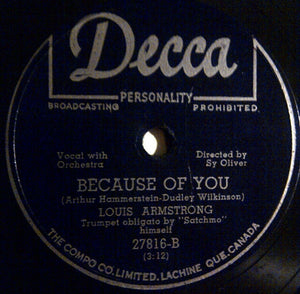 Decca
PERSONALITY
BROADCASTING PROHIBITED
Vocal with Orchestra
Directed by Sy Oliver
BECAUSE OF YOU
(Arthur Hammerstein-Dudley Wilkinson)
LOUIS ARMSTRONG
Trumpet obligato by "Satchmo"
himself
27816-B
(3:12)
THE COMPO CO. LIMITED. LACHINE QUE. CANADA